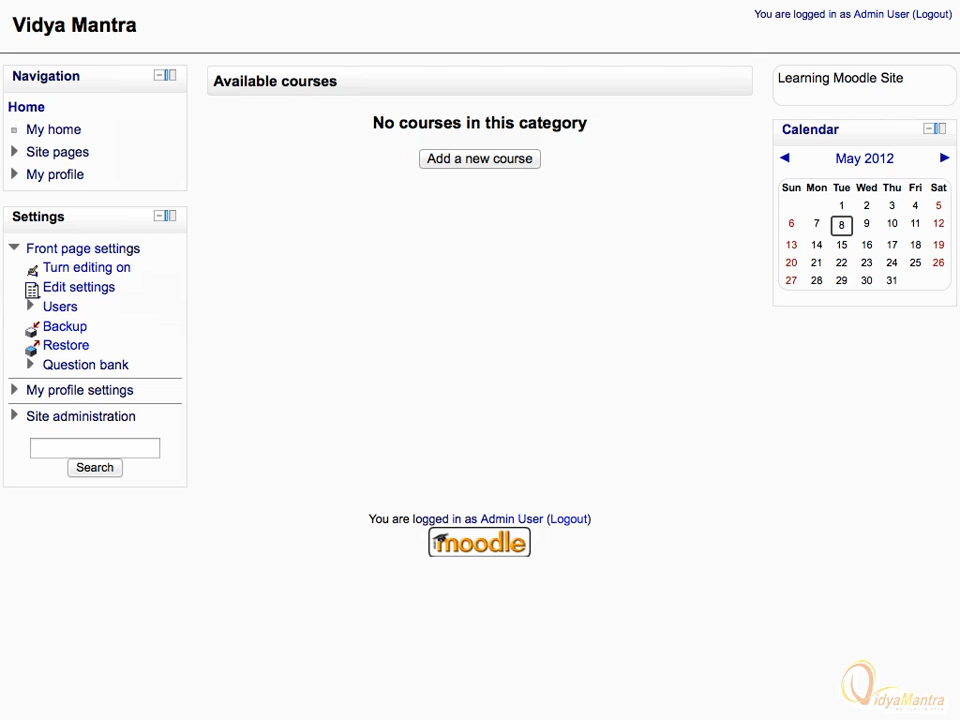 Vidya Mantra
You are logged in as Admin User (Logout)
Navigation
Home
My home
Site pages
My profile
Settings
Front page settings
Turn editing on
Edit settings
Users
Backup
Restore
Question bank
My profile settings
Site administration
Search
Available courses
No courses in this category
Add a new course
Learning Moodle Site
Calendar
◄ May 2012 ►
Sun Mon Tue Wed Thu Fri Sat
1 2 3 4 5
6 7 8 9 10 11 12
13 14 15 16 17 18 19
20 21 22 23 24 25 26
27 28 29 30 31
You are logged in as Admin User (Logout)
moodle
VidyaMantra